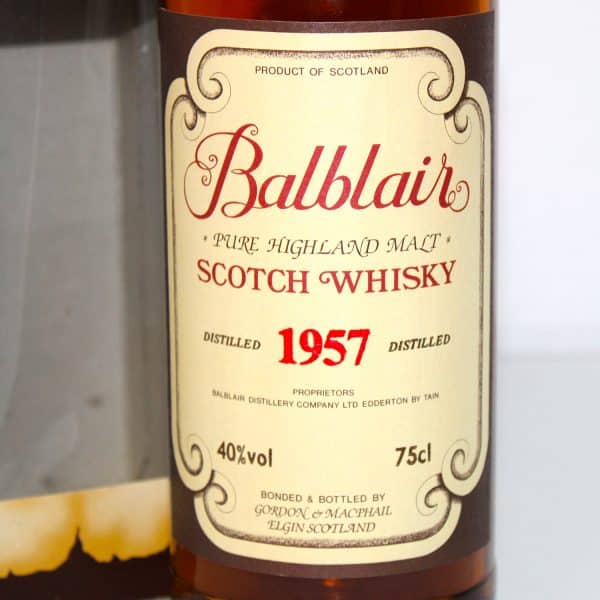 PRODUCT OF SCOTLAND
Balblair
* PURE HIGHLAND MALT *
SCOTCH WHISKY
DISTILLED 1957 DISTILLED
PROPRIETORS
BALBLAIR DISTILLERY COMPANY LTD EDDERTON BY TAIN
40%vol 75cl
BONDED & BOTTLED BY
GORDON & MACPHAIL
ELGIN SCOTLAND